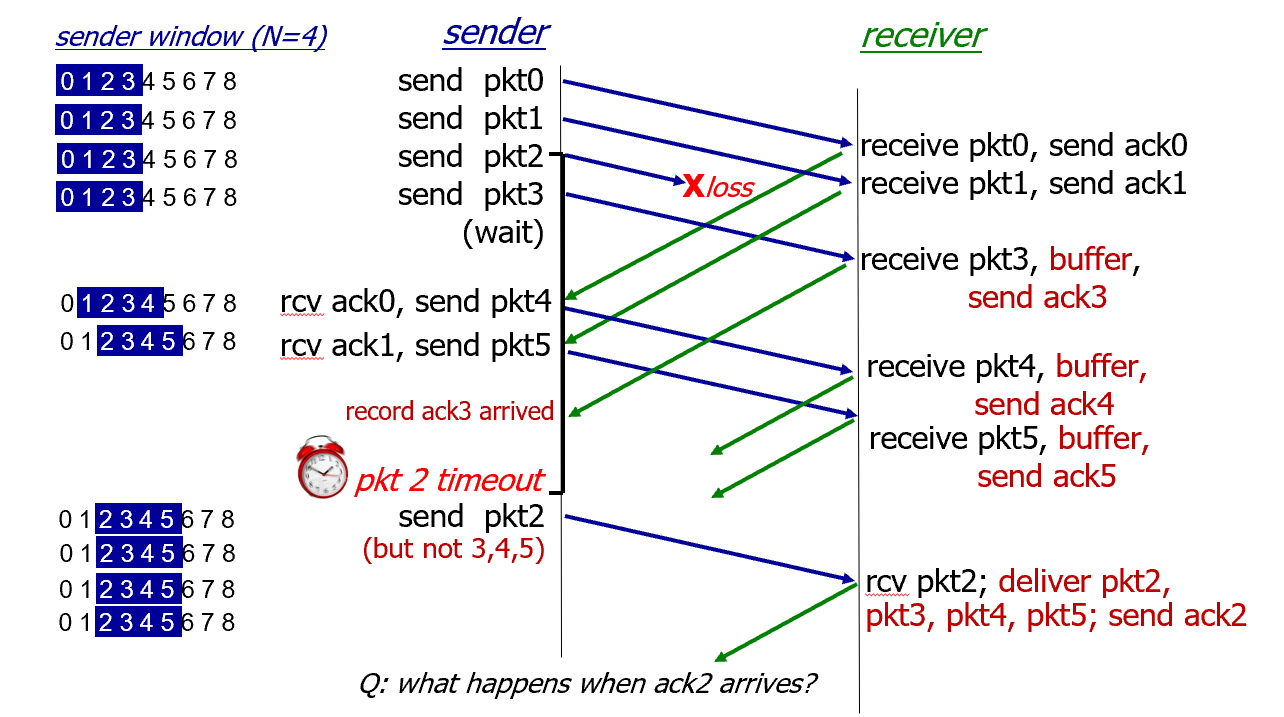 sender window (N=4)
sender
receiver
0 1 2 3 4 5 6 7 8
send pkt0
0 1 2 3 4 5 6 7 8
send pkt1
receive pkt0, send ack0
0 1 2 3 4 5 6 7 8
send pkt2
X loss
receive pkt1, send ack1
0 1 2 3 4 5 6 7 8
send pkt3
(wait)
receive pkt3, buffer,
send ack3
0 1 2 3 4 5 6 7 8
rcv ack0, send pkt4
0 1 2 3 4 5 6 7 8
rcv ack1, send pkt5
receive pkt4, buffer,
send ack4
record ack3 arrived
receive pkt5, buffer,
send ack5
pkt 2 timeout
0 1 2 3 4 5 6 7 8
send pkt2
0 1 2 3 4 5 6 7 8
(but not 3,4,5)
0 1 2 3 4 5 6 7 8
rcv pkt2; deliver pkt2,
0 1 2 3 4 5 6 7 8
pkt3, pkt4, pkt5; send ack2
Q: what happens when ack2 arrives?